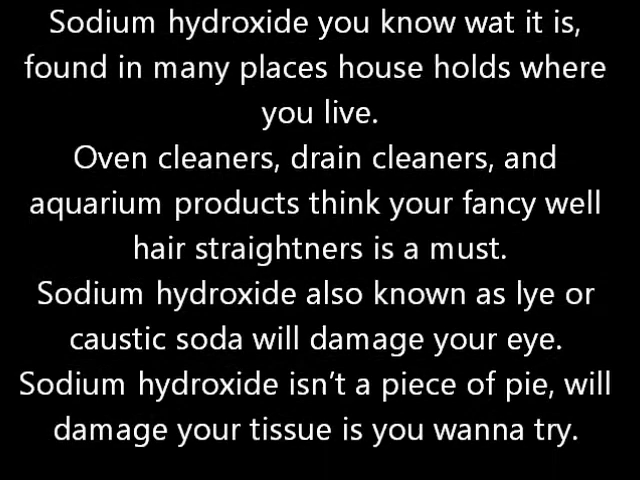 Sodium hydroxide you know wat it is,
found in many places house holds where
you live.
Oven cleaners, drain cleaners, and
aquarium products think your fancy well
hair straightners is a must.
Sodium hydroxide also known as lye or
caustic soda will damage your eye.
Sodium hydroxide isn't a piece of pie, will
damage your tissue is you wanna try.